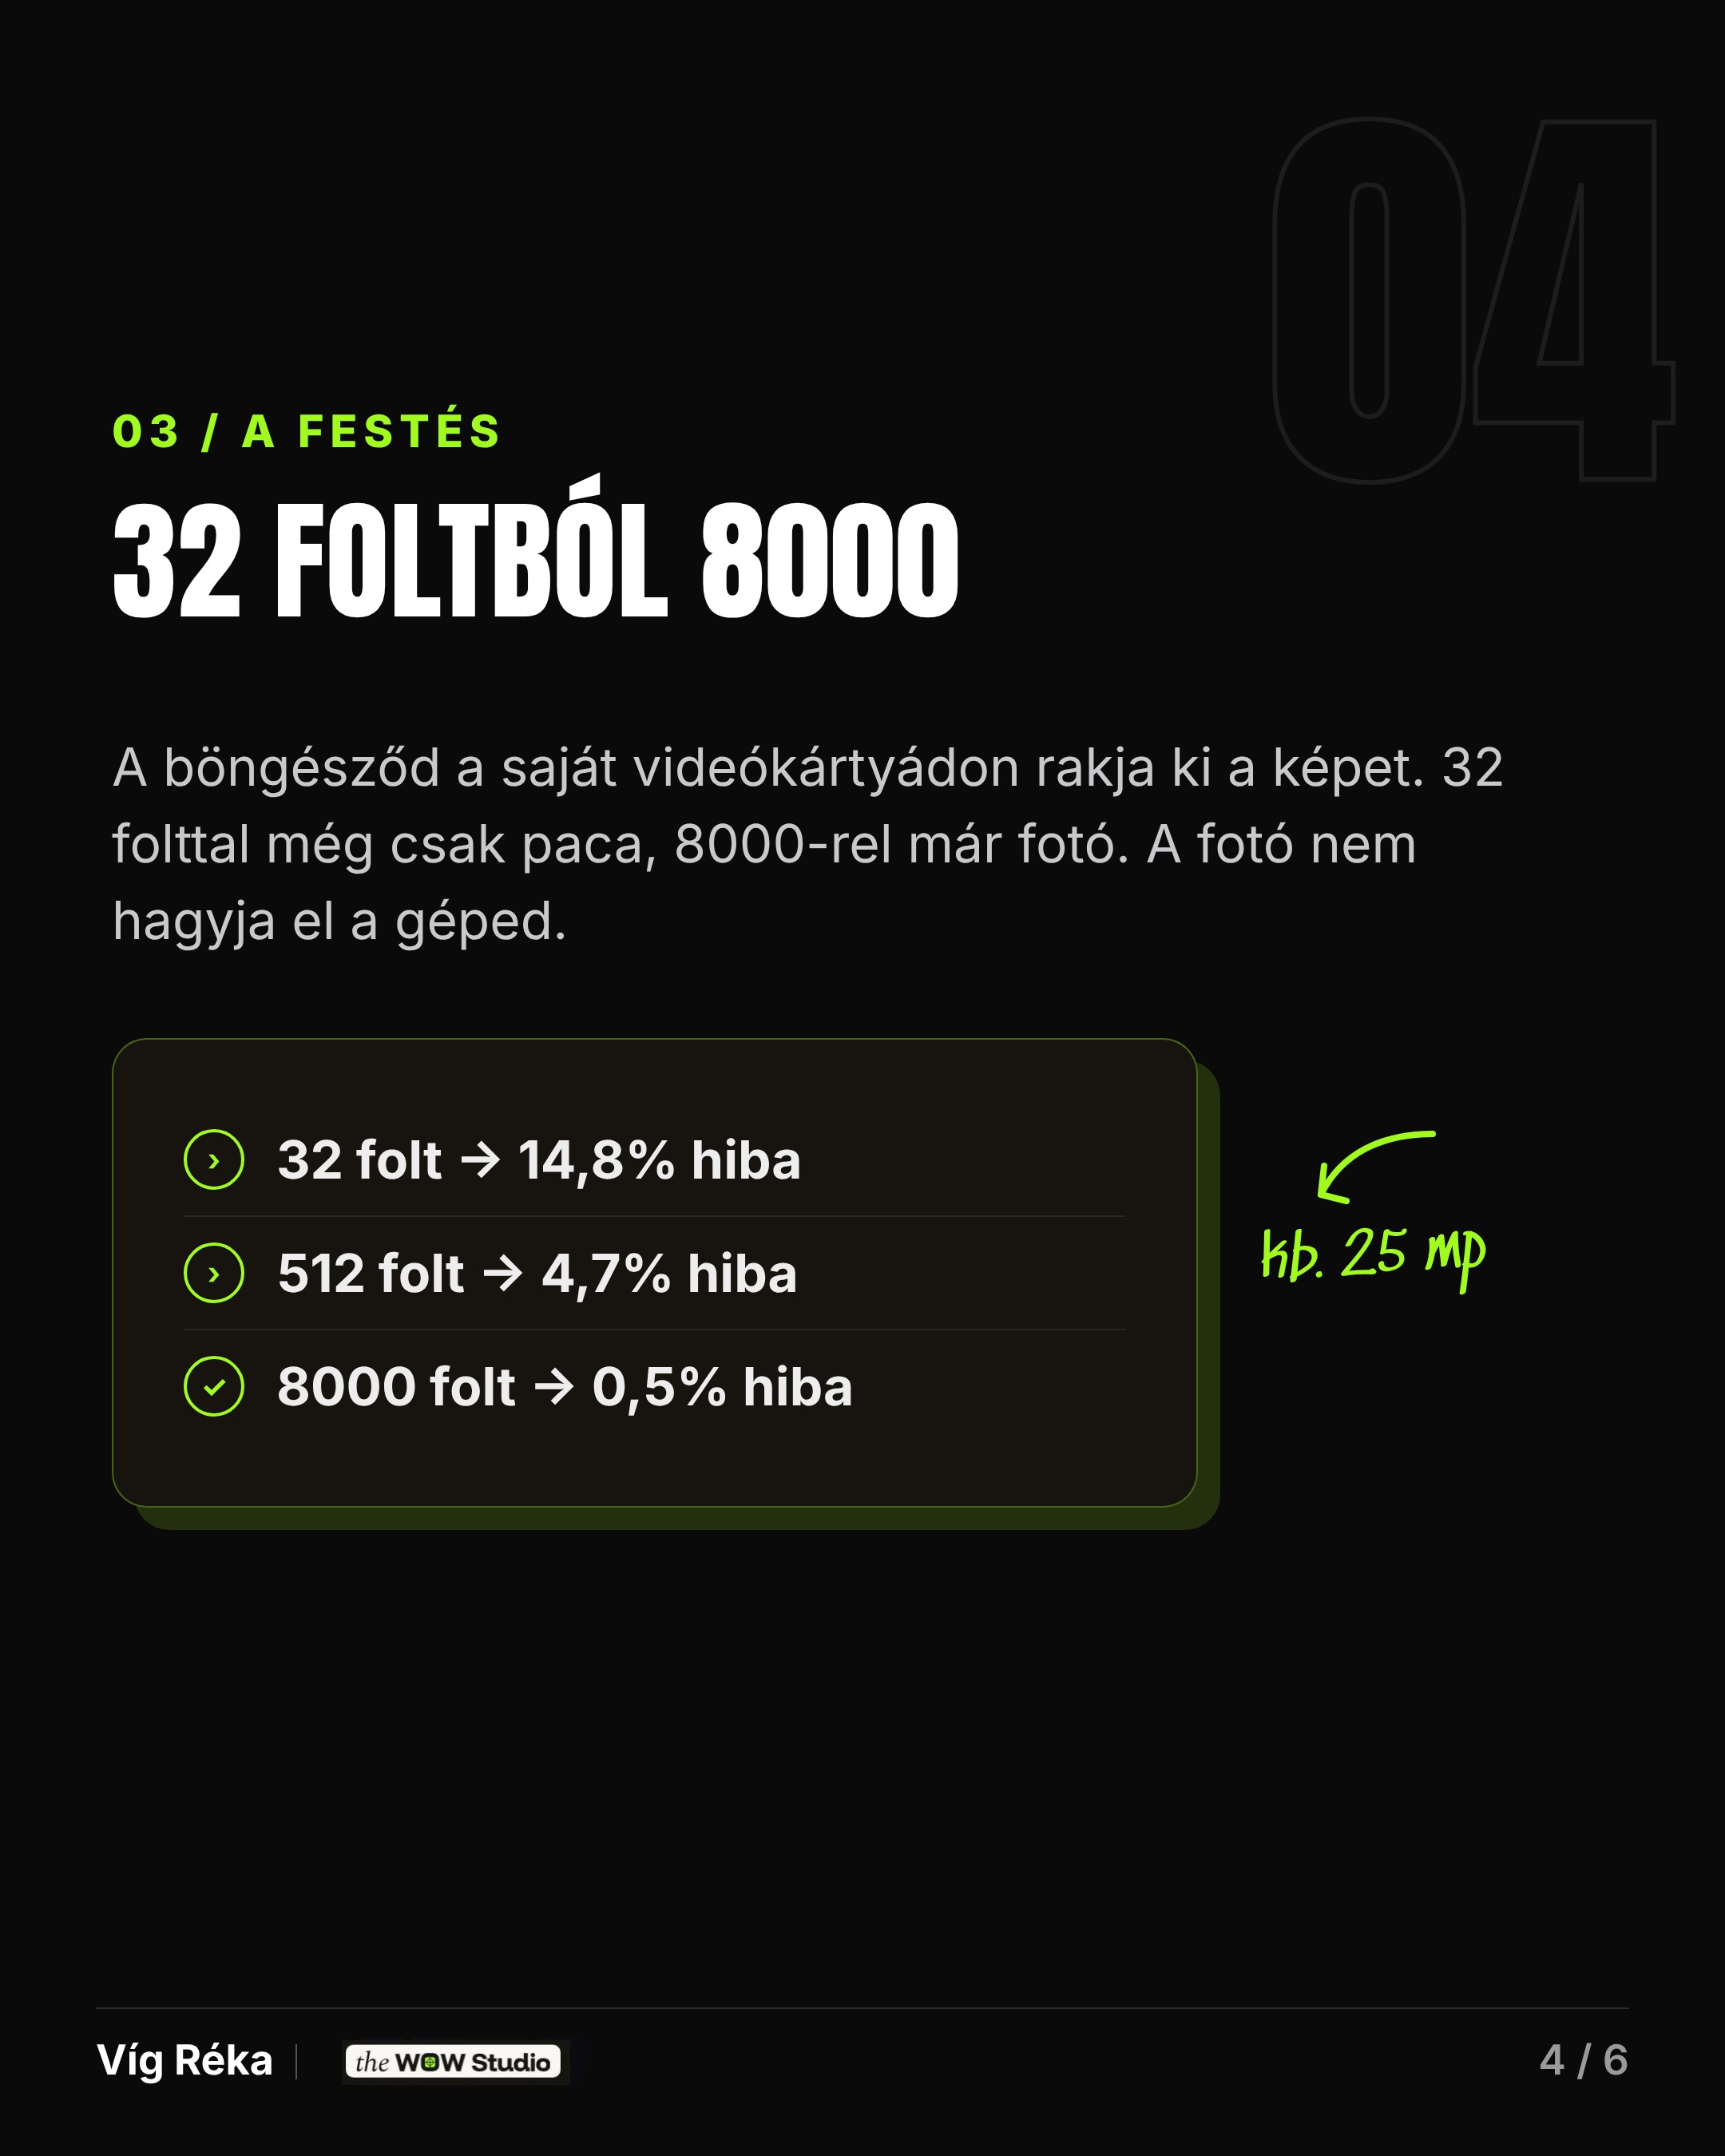 04
03 / A FESTÉS
32 FOLTBÓL 8000
A böngésződ a saját videókártyádon rakja ki a képet. 32
folttal még csak paca, 8000-rel már fotó. A fotó nem
hagyja el a géped.
32 folt → 14,8% hiba
512 folt → 4,7% hiba
8000 folt → 0,5% hiba
kb. 25 mp
Víg Réka
the WOW Studio
4 / 6